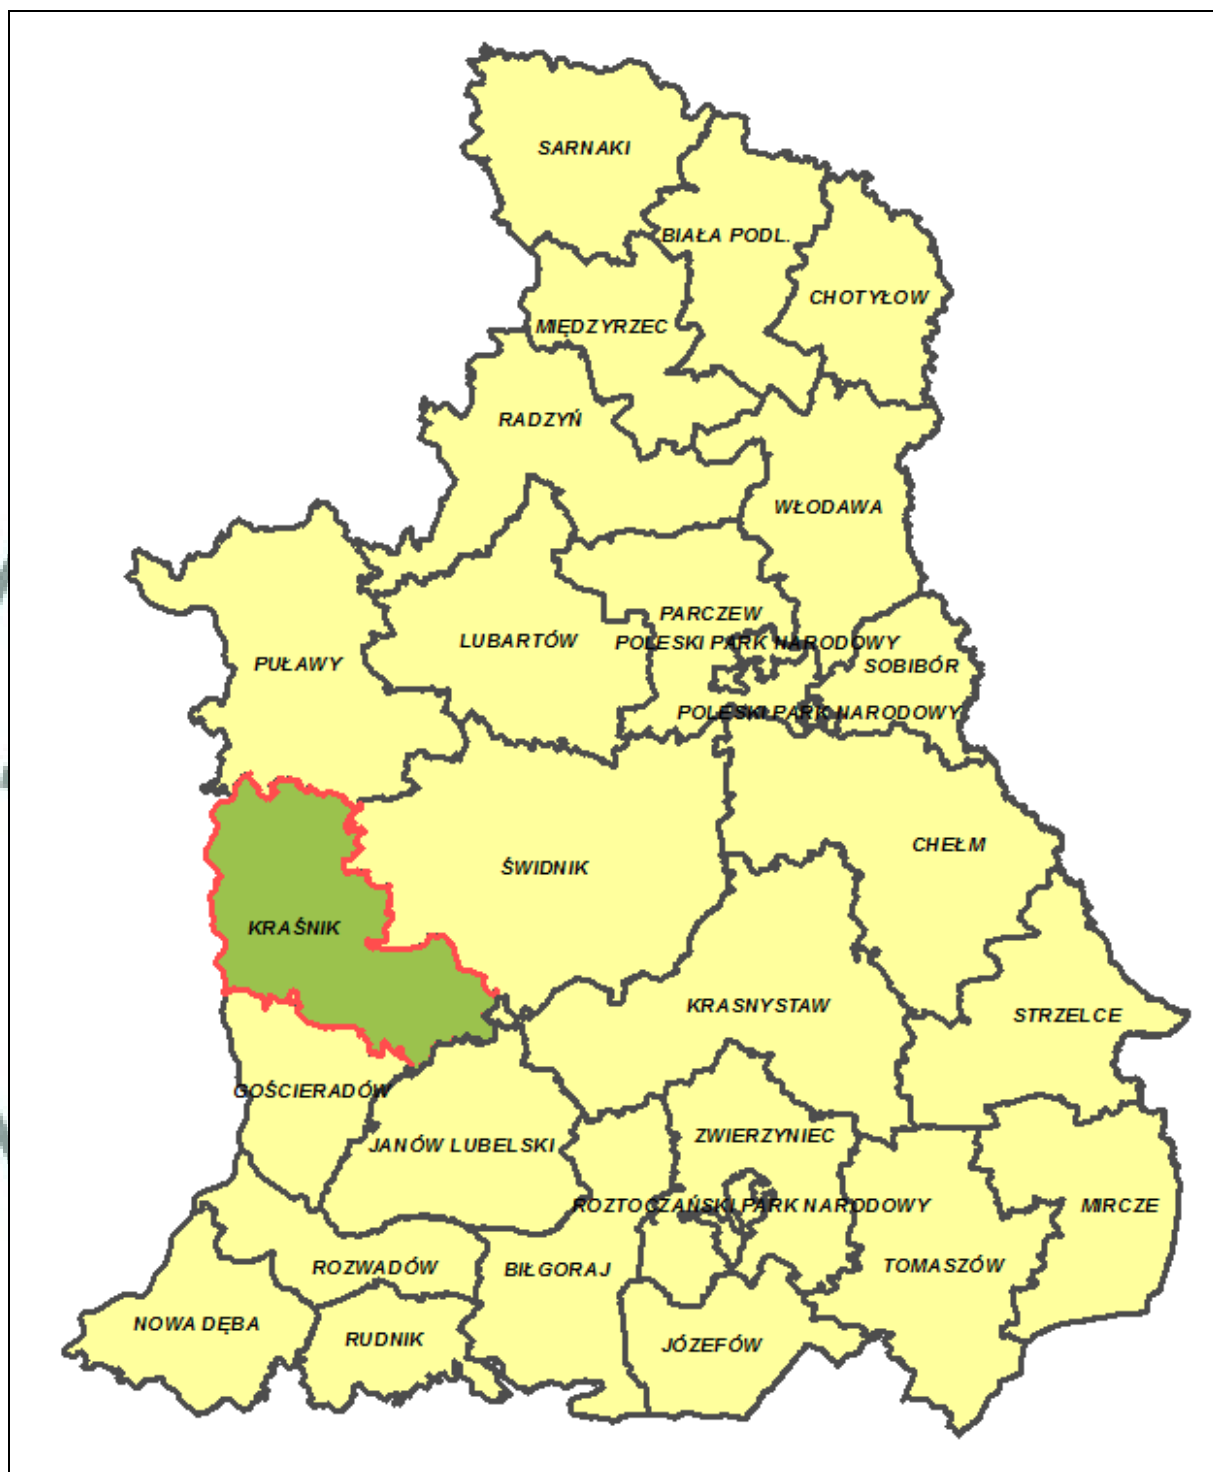 SARNAKI
BIAŁA PODL.
CHOTYŁOW
MIĘDZYRZEC
RADZYŃ
WŁODAWA
PARCZEW
LUBARTÓW
POLESKI PARK NARODOWY
PUŁAWY
SOBIBÓR
POLESKI PARK NARODOWY
CHEŁM
ŚWIDNIK
KRAŚNIK
KRASNYSTAW
STRZELCE
GOŚCIERADÓW
ZWIERZYNIEC
JANÓW LUBELSKI
ROZTOCZAŃSKI PARK NARODOWY
MIRCZE
ROZWADÓW
BIŁGORAJ
TOMASZÓW
NOWA DĘBA
RUDNIK
JÓZEFÓW